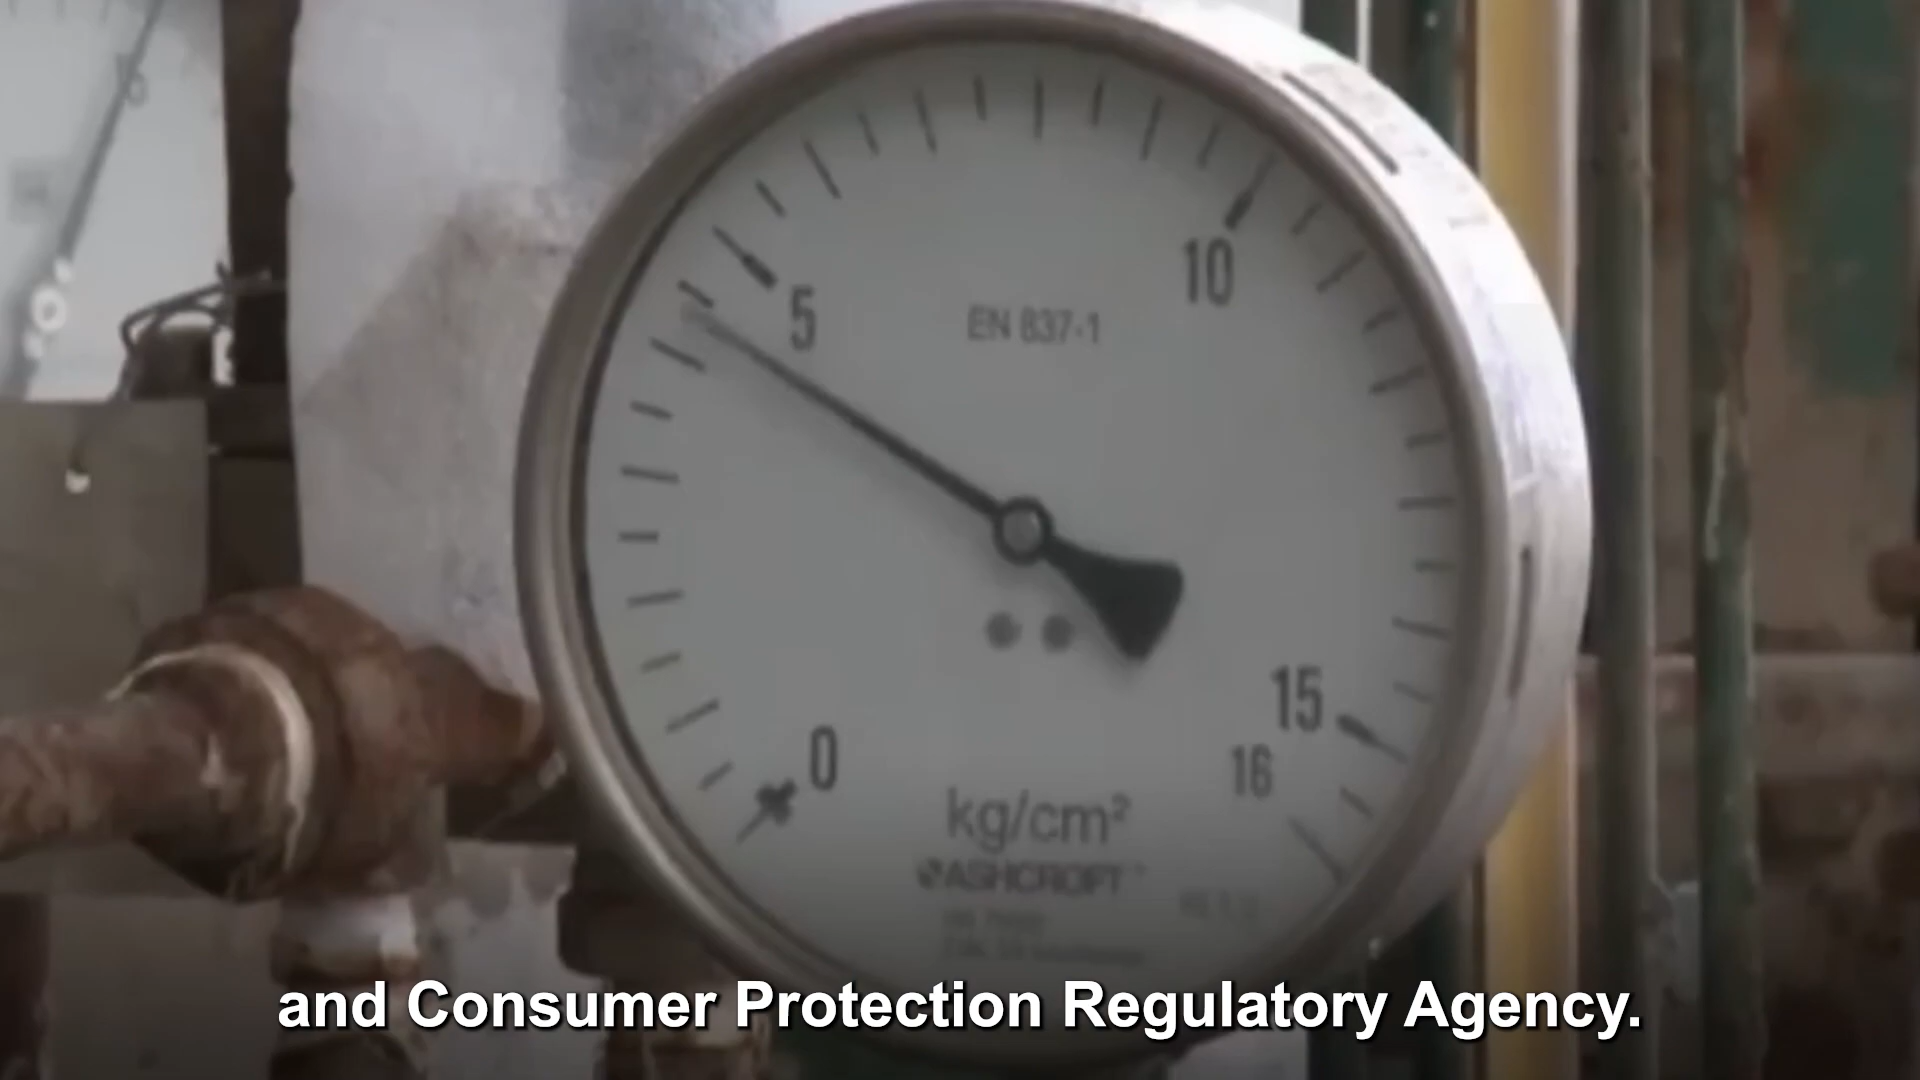 5
10
EN 837-1
0
15
16
kg/cm²
ASHCROFT
and Consumer Protection Regulatory Agency.